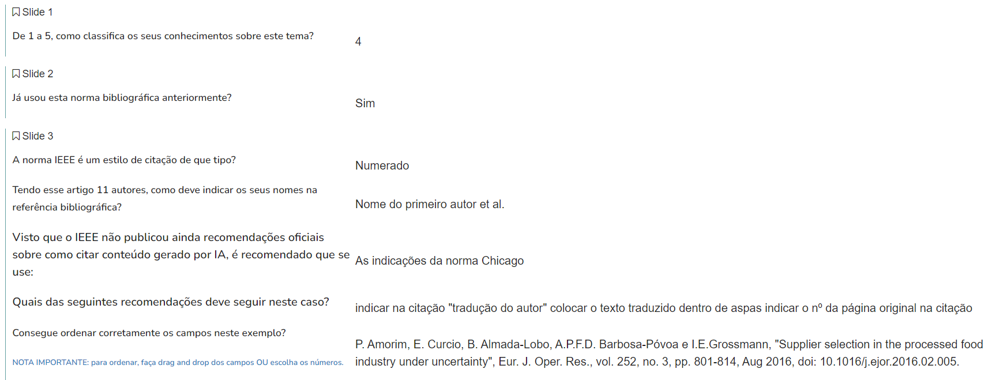 Slide 1
De 1 a 5, como classifica os seus conhecimentos sobre este tema?
4
Slide 2
Já usou esta norma bibliográfica anteriormente?
Sim
Slide 3
A norma IEEE é um estilo de citação de que tipo?
Numerado
Tendo esse artigo 11 autores, como deve indicar os seus nomes na
referência bibliográfica?
Nome do primeiro autor et al.
Visto que o IEEE não publicou ainda recomendações oficiais
sobre como citar conteúdo gerado por IA, é recomendado que se
use:
As indicações da norma Chicago
Quais das seguintes recomendações deve seguir neste caso?
indicar na citação "tradução do autor" colocar o texto traduzido dentro de aspas indicar o nº da página original na citação
Consegue ordenar corretamente os campos neste exemplo?
NOTA IMPORTANTE: para ordenar, faça drag and drop dos campos OU escolha os números.
P. Amorim, E. Curcio, B. Almada-Lobo, A.P.F.D. Barbosa-Póvoa e I.E.Grossmann, "Supplier selection in the processed food
industry under uncertainty", Eur. J. Oper. Res., vol. 252, no. 3, pp. 801-814, Aug 2016, doi: 10.1016/j.ejor.2016.02.005.